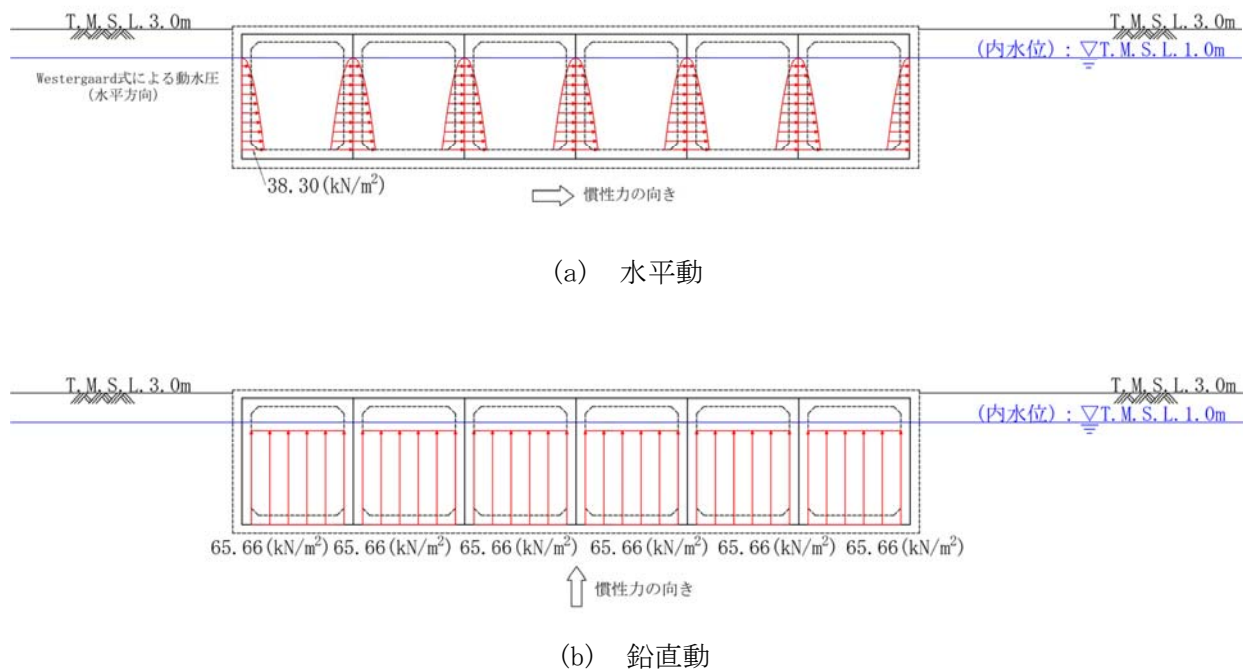 T.M.S.L.3.0m
T.M.S.L.3.0m
(内水位):▽T.M.S.L.1.0m
Westergaard式による動水圧
(水平方向)
38.30(kN/m²)
慣性力の向き
(a) 水平動
T.M.S.L.3.0m
T.M.S.L.3.0m
(内水位):▽T.M.S.L.1.0m
65.66(kN/m²) 65.66(kN/m²) 65.66(kN/m²) 65.66(kN/m²) 65.66(kN/m²) 65.66(kN/m²)
慣性力の向き
(b) 鉛直動